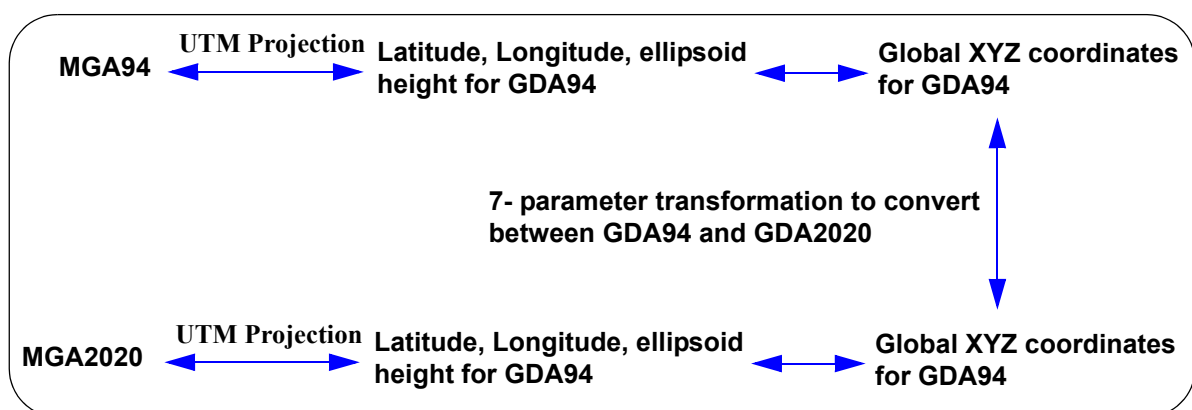 UTM Projection
MGA94
Latitude, Longitude, ellipsoid
height for GDA94
Global XYZ coordinates
for GDA94
7- parameter transformation to convert
between GDA94 and GDA2020
UTM Projection
MGA2020
Latitude, Longitude, ellipsoid
height for GDA94
Global XYZ coordinates
for GDA94